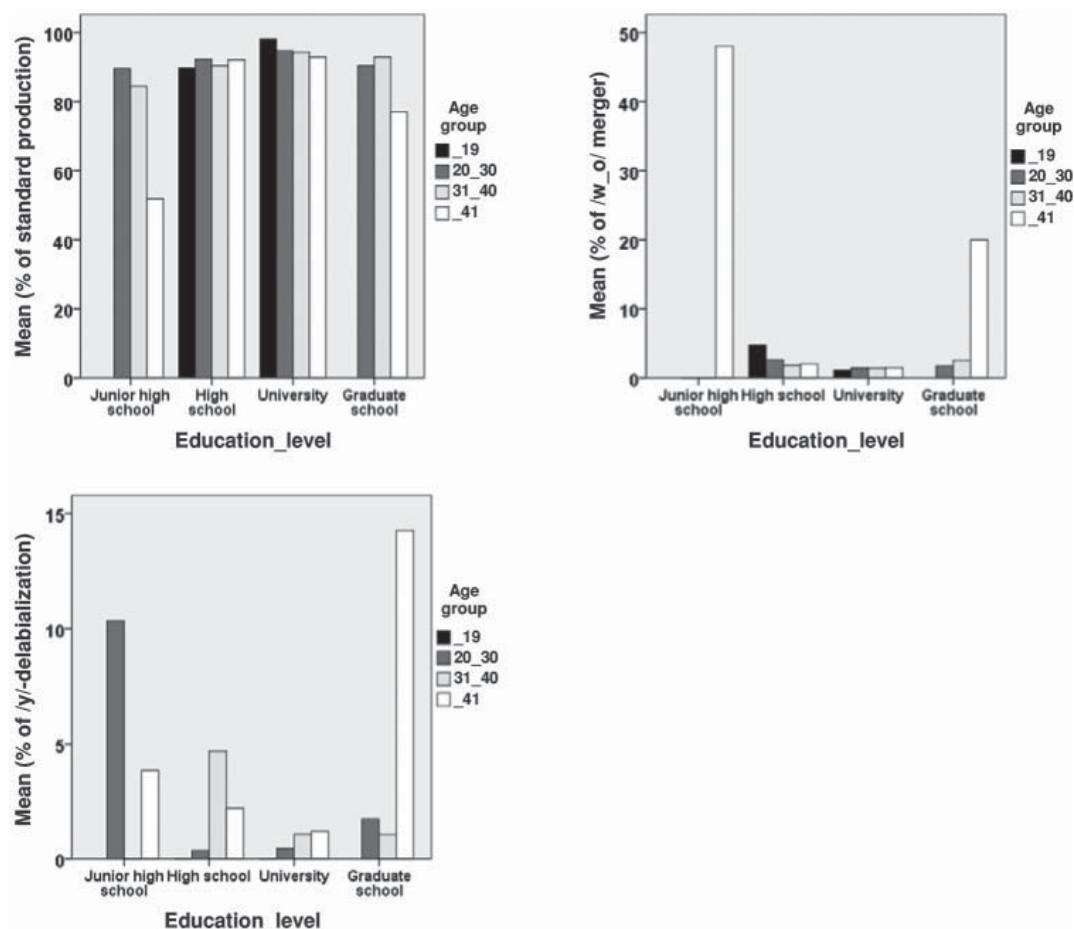 Mean (% of standard production)
100
80
60
40
20
0
Junior high
school
High
school
University
Graduate
school
Education_level
Age
group
_19
20_30
31_40
_41
Mean (% of /w_o/ merger)
50
40
30
20
10
0
Junior high
school
High school
University
Graduate
school
Education_level
Age
group
_19
20_30
31_40
_41
Mean (% of /y/-delabialization)
15
10
5
0
Junior high
school
High school
University
Graduate
school
Education_level
Age
group
_19
20_30
31_40
_41